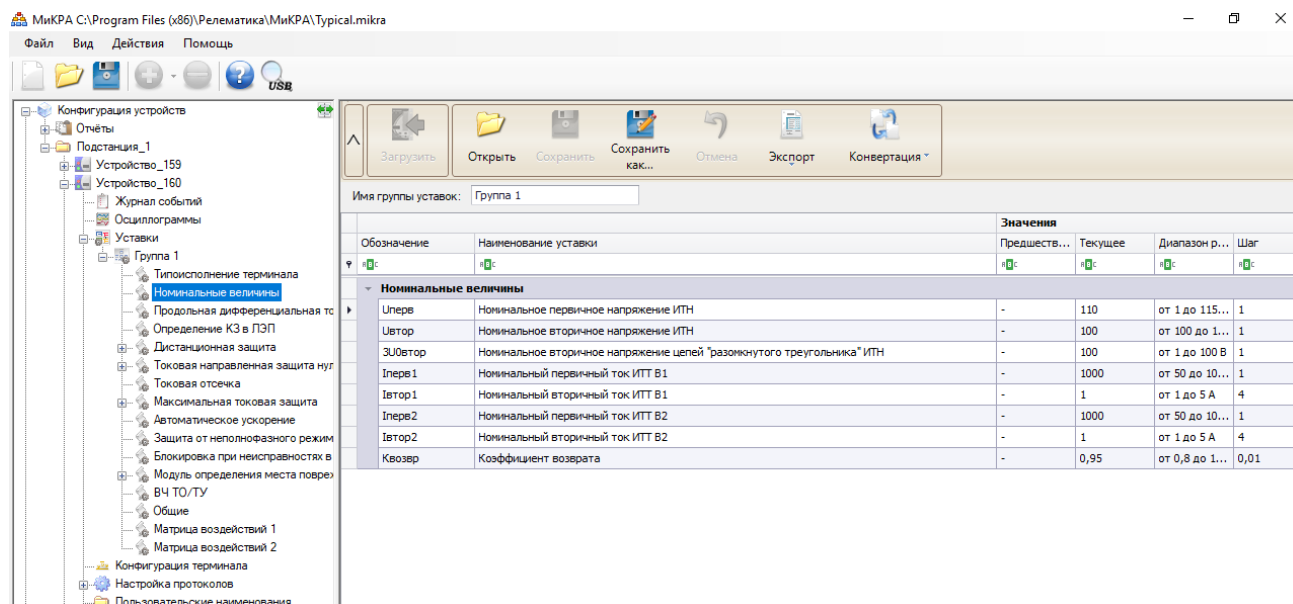 МиКРА C:\Program Files (x86)\Релематика\МиКРА\Typical.mikra
Файл Вид Действия Помощь
USB
Конфигурация устройств
Отчёты
Подстанция_1
Устройство_159
Устройство_160
Журнал событий
Осциллограммы
Уставки
Группа 1
Типоисполнение терминала
Номинальные величины
Продольная дифференциальная то
Определение КЗ в ЛЭП
Дистанционная защита
Токовая направленная защита нул
Токовая отсечка
Максимальная токовая защита
Автоматическое ускорение
Защита от неполнофазного режим
Блокировка при неисправностях в
Модуль определения места повреж
ВЧ ТО/ТУ
Общие
Матрица воздействий 1
Матрица воздействий 2
Конфигурация терминала
Настройка протоколов
Пользовательские наименования
Загрузить Открыть Сохранить Сохранить как... Отмена Экспорт Конвертация
Имя группы уставок: Группа 1
Значения
Обозначение Наименование уставки Предшеств... Текущее Диапазон р... Шаг
Номинальные величины
Uперв Номинальное первичное напряжение ИТН - 110 от 1 до 115... 1
Uвтор Номинальное вторичное напряжение ИТН - 100 от 100 до 1... 1
3U0втор Номинальное вторичное напряжение цепей "разомкнутого треугольника" ИТН - 100 от 1 до 100 В 1
Iперв1 Номинальный первичный ток ИТТ В1 - 1000 от 50 до 10... 1
Iвтор1 Номинальный вторичный ток ИТТ В1 - 1 от 1 до 5 А 4
Iперв2 Номинальный первичный ток ИТТ В2 - 1000 от 50 до 10... 1
Iвтор2 Номинальный вторичный ток ИТТ В2 - 1 от 1 до 5 А 4
Kвозвр Коэффициент возврата - 0,95 от 0,8 до 1... 0,01